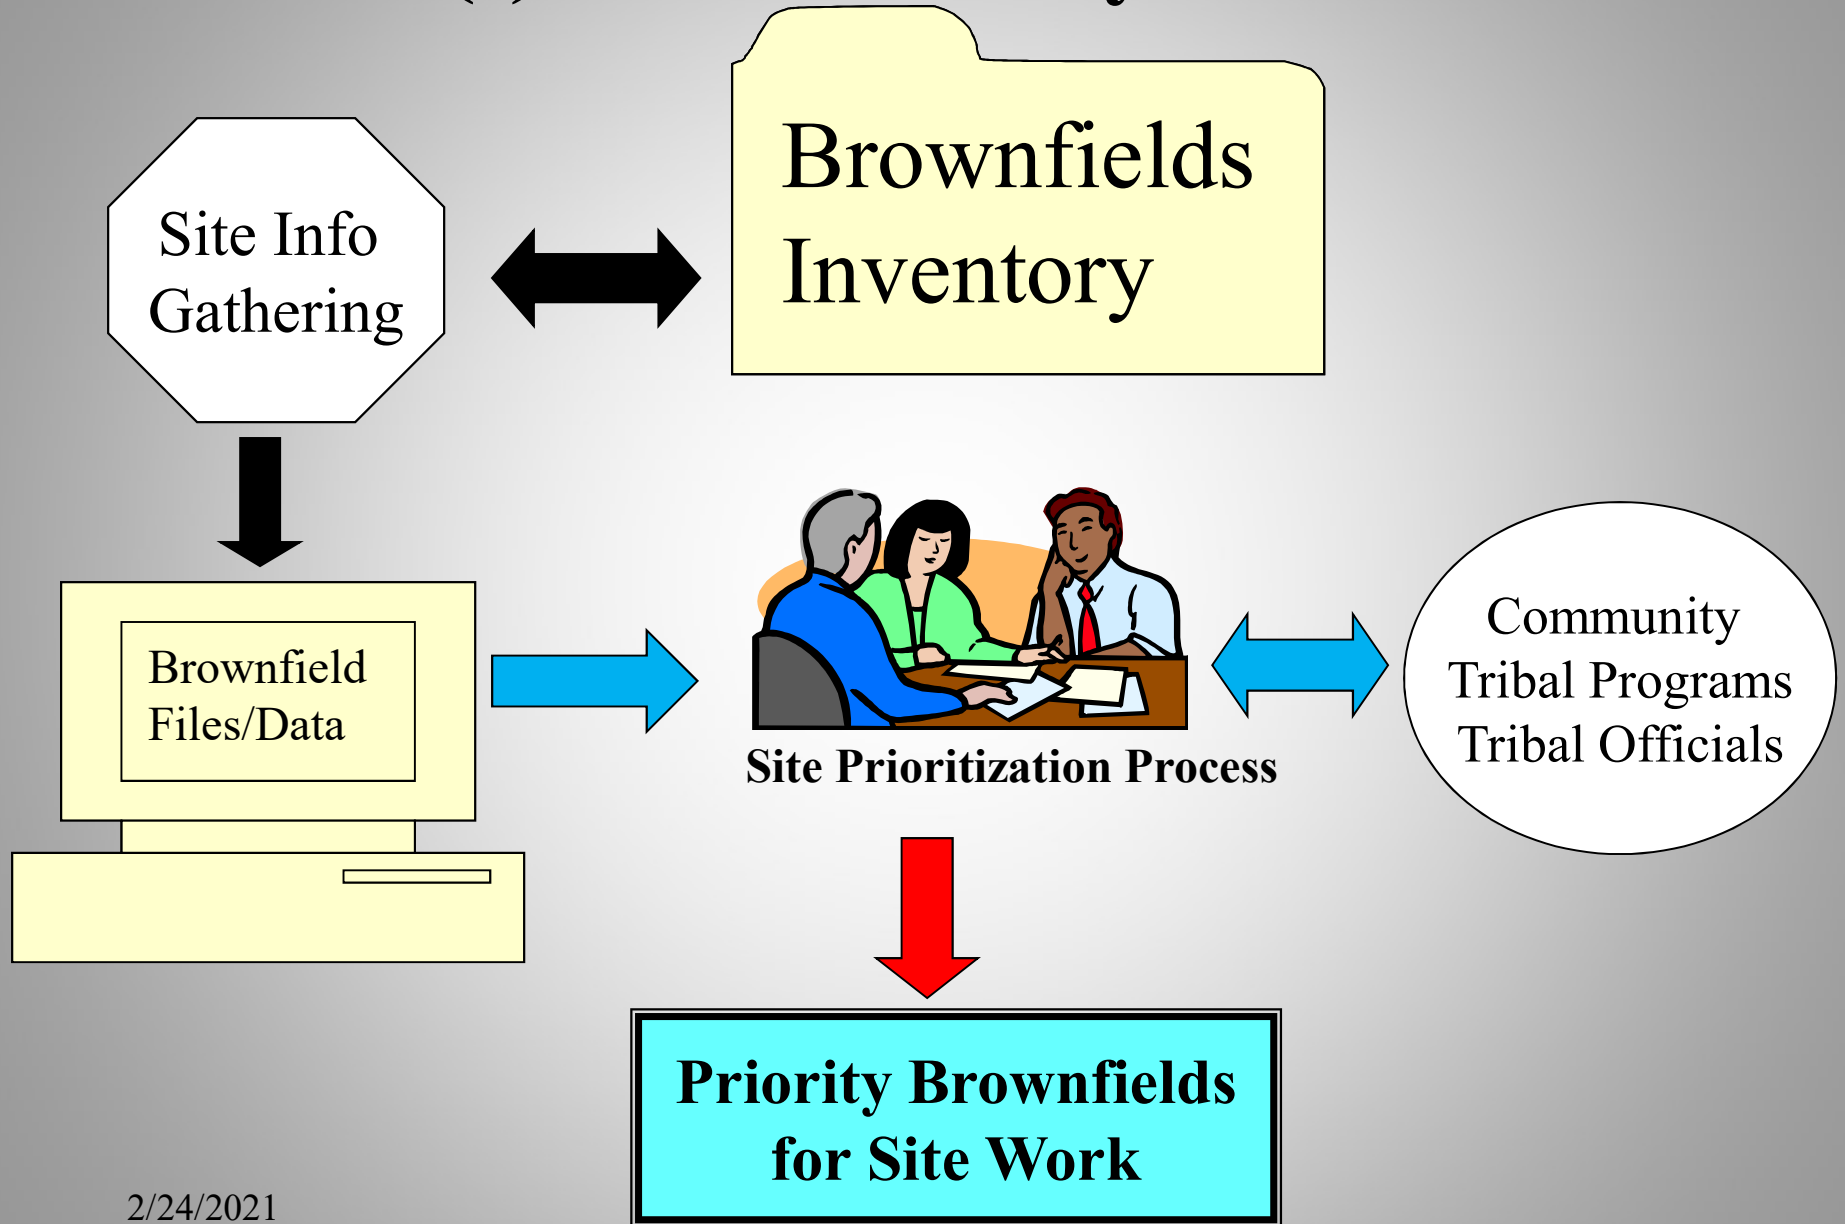 Brownfields
Inventory
Site Info
Gathering
Brownfield
Files/Data
Site Prioritization Process
Community
Tribal Programs
Tribal Officials
Priority Brownfields
for Site Work
2/24/2021